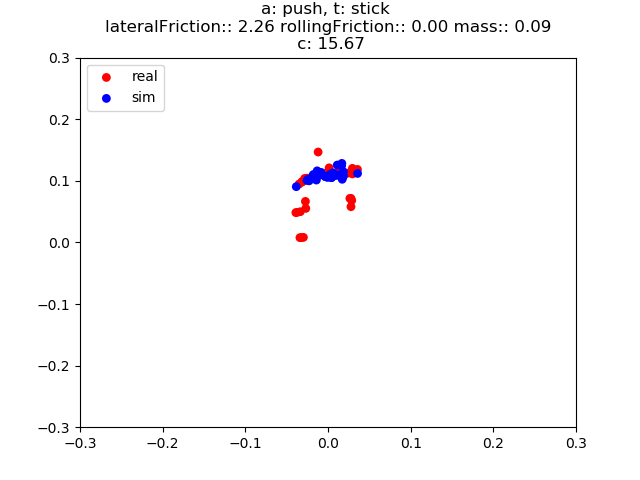 a: push, t: stick
lateralFriction:: 2.26 rollingFriction:: 0.00 mass:: 0.09
c: 15.67
real
sim
0.3
0.2
0.1
0.0
−0.1
−0.2
−0.3
−0.3 −0.2 −0.1 0.0 0.1 0.2 0.3